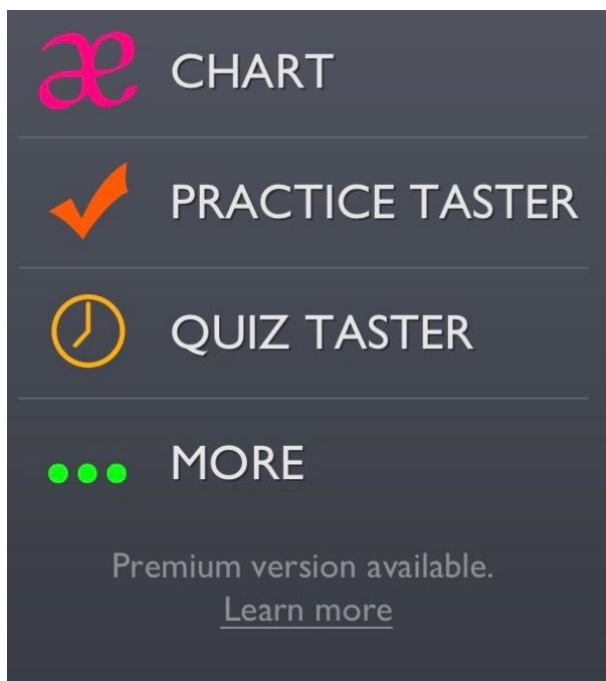 æ CHART
PRACTICE TASTER
QUIZ TASTER
MORE
Premium version available.
Learn more